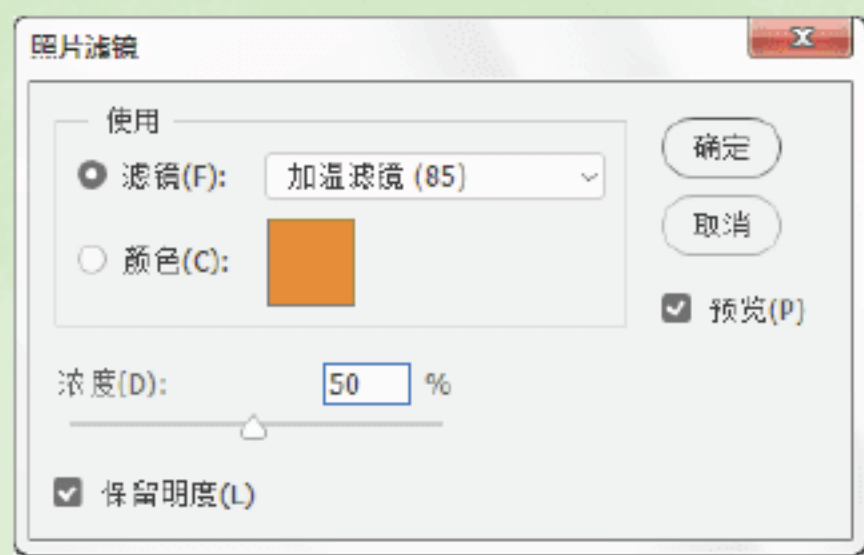 照片滤镜
使用
滤镜(F): 加温滤镜 (85)
颜色(C):
确定
取消
预览(P)
浓度(D): 50 %
保留明度(L)